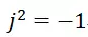 j² = −1